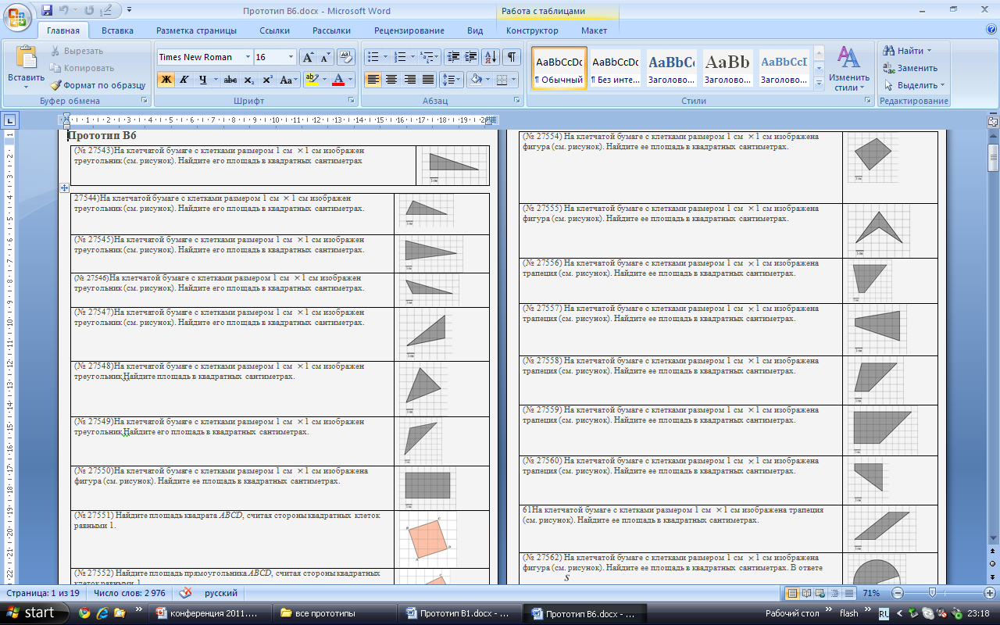 Прототип В6.docx - Microsoft Word
Работа с таблицами
Главная Вставка Разметка страницы Ссылки Рассылки Рецензирование Вид Конструктор Макет
Вставить
Вырезать
Копировать
Формат по образцу
Буфер обмена
Times New Roman 16
Ж К Ч abc x₂ x² Aa
Шрифт
Абзац
AaBbCcDc AaBbCcDc AaBbCc AaBb AaBbCcI
¶ Обычный ¶ Без инте... Заголово... Заголово... Заголово...
Изменить стили
Стили
Найти
Заменить
Выделить
Редактирование
Прототип В6
(№ 27543)На клетчатой бумаге с клетками размером 1 см ×1 см изображен
треугольник (см. рисунок). Найдите его площадь в квадратных сантиметрах
27544)На клетчатой бумаге с клетками размером 1 см ×1 см изображен
треугольник (см. рисунок). Найдите его площадь в квадратных сантиметрах.
(№ 27545)На клетчатой бумаге с клетками размером 1 см ×1 см изображен
треугольник (см. рисунок). Найдите его площадь в квадратных сантиметрах.
(№ 27546)На клетчатой бумаге с клетками размером 1 см ×1 см изображен
треугольник (см. рисунок). Найдите его площадь в квадратных сантиметрах.
(№ 27547)На клетчатой бумаге с клетками размером 1 см ×1 см изображен
треугольник (см. рисунок). Найдите его площадь в квадратных сантиметрах.
(№ 27548)На клетчатой бумаге с клетками размером 1 см ×1 см изображен
треугольник.Найдите площадь в квадратных сантиметрах.
(№ 27549)На клетчатой бумаге с клетками размером 1 см ×1 см изображен
треугольник.Найдите его площадь в квадратных сантиметрах.
(№ 27550)На клетчатой бумаге с клетками размером 1 см ×1 см изображена
фигура (см. рисунок). Найдите ее площадь в квадратных сантиметрах.
(№ 27551) Найдите площадь квадрата ABCD, считая стороны квадратных клеток
равными 1.
(№ 27552) Найдите площадь прямоугольника ABCD, считая стороны квадратных
клеток равными 1.
(№ 27554) На клетчатой бумаге с клетками размером 1 см ×1 см изображена
фигура (см. рисунок). Найдите ее площадь в квадратных сантиметрах.
(№ 27555) На клетчатой бумаге с клетками размером 1 см ×1 см изображена
фигура (см. рисунок). Найдите ее площадь в квадратных сантиметрах.
(№ 27556) На клетчатой бумаге с клетками размером 1 см ×1 см изображена
трапеция (см. рисунок). Найдите ее площадь в квадратных сантиметрах.
(№ 27557) На клетчатой бумаге с клетками размером 1 см ×1 см изображена
трапеция (см. рисунок). Найдите ее площадь в квадратных сантиметрах.
(№ 27558) На клетчатой бумаге с клетками размером 1 см ×1 см изображена
трапеция (см. рисунок). Найдите ее площадь в квадратных сантиметрах.
(№ 27559) На клетчатой бумаге с клетками размером 1 см ×1 см изображена
трапеция (см. рисунок). Найдите ее площадь в квадратных сантиметрах.
(№ 27560) На клетчатой бумаге с клетками размером 1 см ×1 см изображена
трапеция (см. рисунок). Найдите ее площадь в квадратных сантиметрах.
61На клетчатой бумаге с клетками размером 1 см ×1 см изображена трапеция
(см. рисунок). Найдите ее площадь в квадратных сантиметрах.
(№ 27562) На клетчатой бумаге с клетками размером 1 см ×1 см изображена
фигура (см. рисунок). Найдите ее площадь в квадратных сантиметрах. В ответе
S
Страница: 1 из 19 Число слов: 2 976 русский 71%
start конференция 2011.... все прототипы Прототип В1.docx - ... Прототип В6.docx - ... Рабочий стол flash RL 23:18